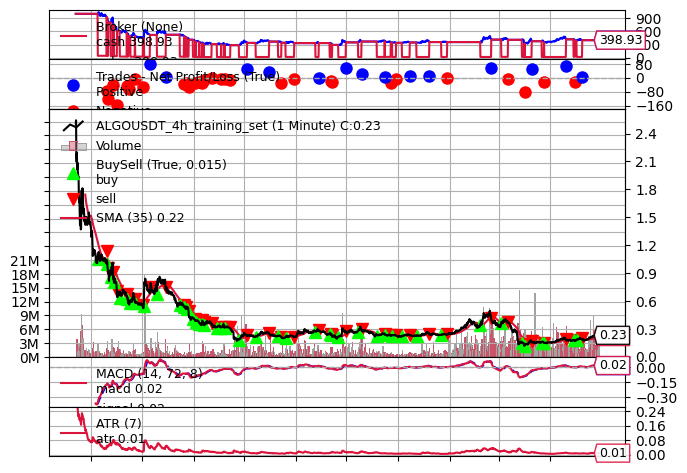 Broker (None)
cash 398.93
900
600
398.93
0
Trades - Net Profit/Loss (True)
Positive
80
0
−80
−160
ALGOUSDT_4h_training_set (1 Minute) C:0.23
Volume
BuySell (True, 0.015)
buy
sell
SMA (35) 0.22
2.4
2.1
1.8
1.5
1.2
0.9
0.6
0.3
0.23
0.0
21M
18M
15M
12M
9M
6M
3M
0M
MACD (14, 72, 8)
macd 0.02
0.02
0.00
−0.15
−0.30
ATR (7)
atr 0.01
0.24
0.16
0.08
0.01
0.00